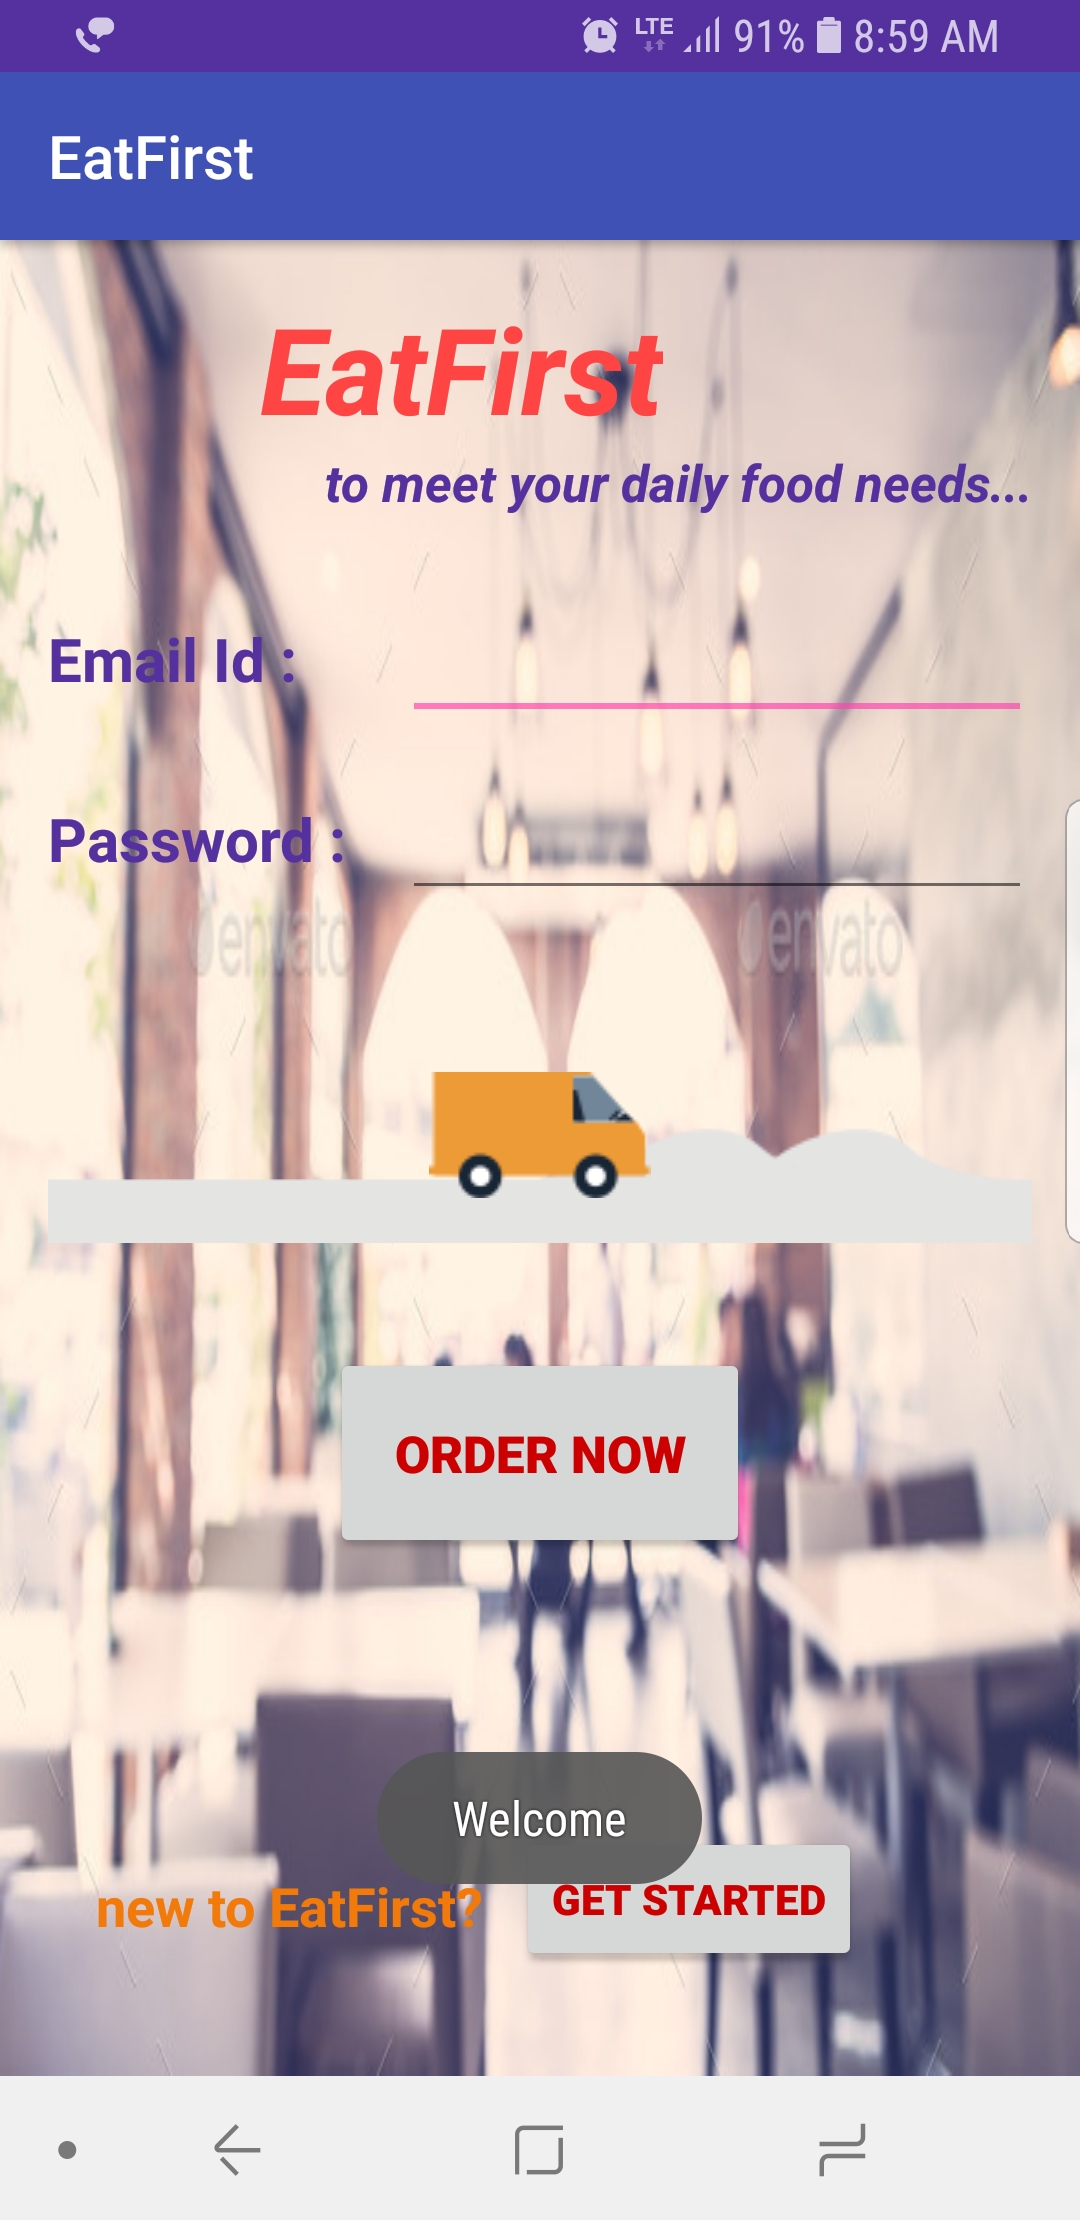 LTE 91% 8:59 AM
EatFirst
EatFirst
to meet your daily food needs...
Email Id :
Password :
envato envato
ORDER NOW
Welcome
new to EatFirst? GET STARTED